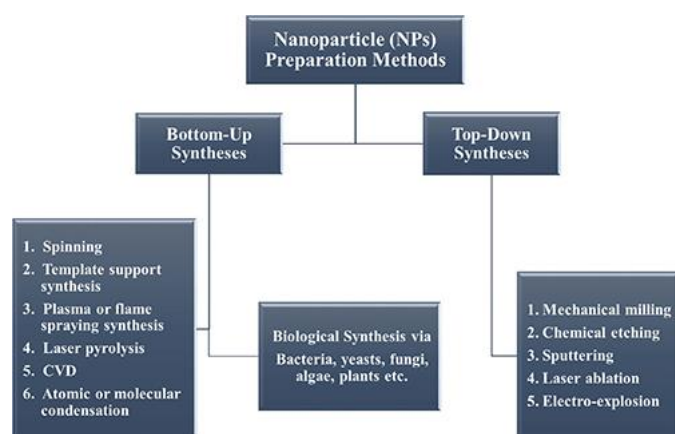 Nanoparticle (NPs)
Preparation Methods
Bottom-Up
Syntheses
Top-Down
Syntheses
1. Spinning
2. Template support
synthesis
3. Plasma or flame
spraying synthesis
4. Laser pyrolysis
5. CVD
6. Atomic or molecular
condensation
Biological Synthesis via
Bacteria, yeasts, fungi,
algae, plants etc.
1. Mechanical milling
2. Chemical etching
3. Sputtering
4. Laser ablation
5. Electro-explosion